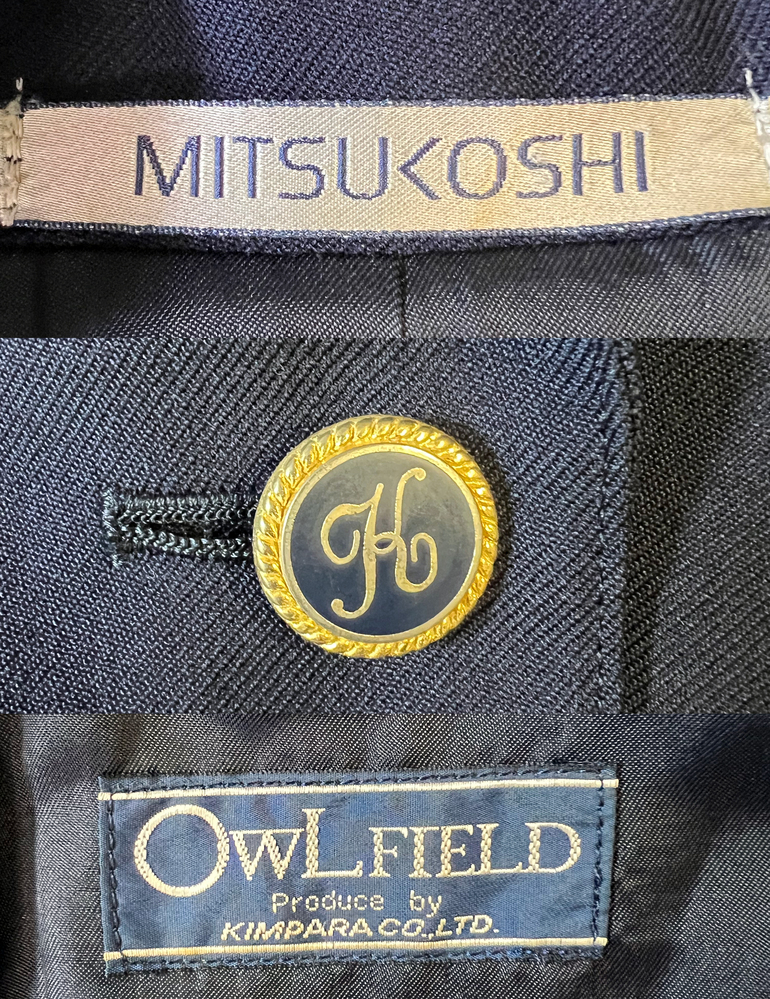 MITSUKOSHI
K
OWLFIELD
Produce by
KIMPARA CO.,LTD.